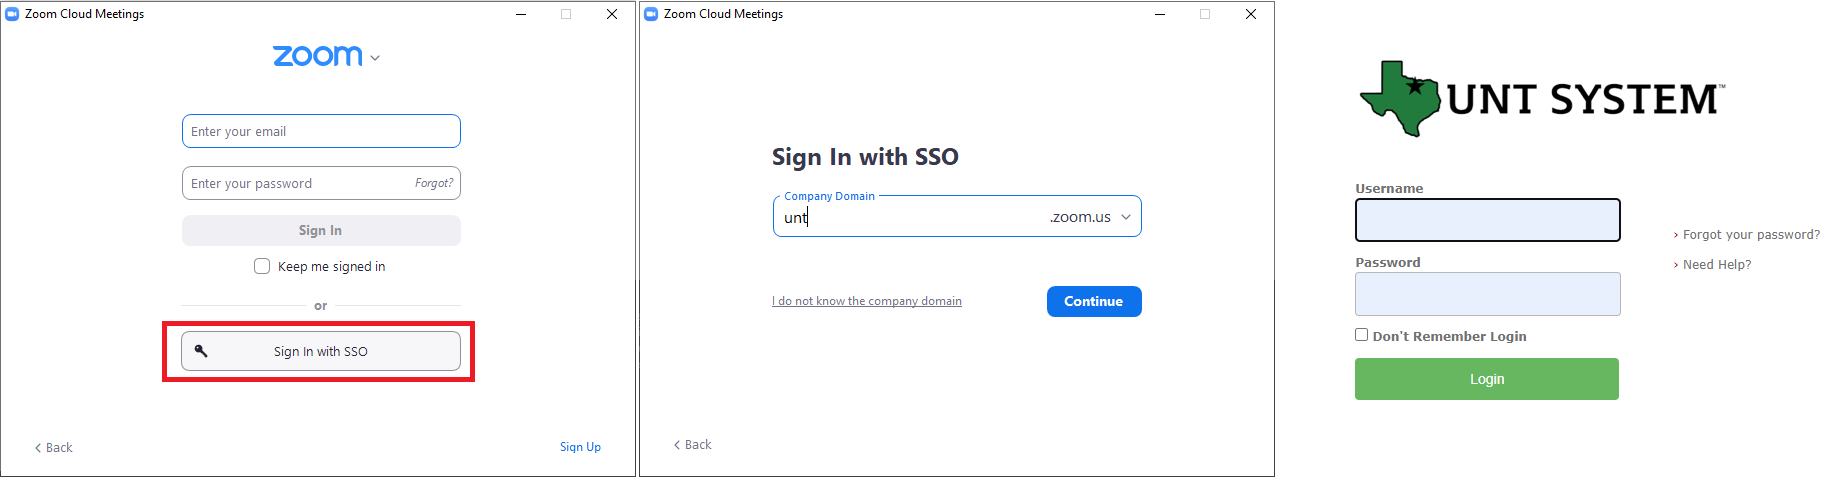 Zoom Cloud Meetings
zoom
Enter your email
Enter your password Forgot?
Sign In
Keep me signed in
or
Sign In with SSO
Back
Sign Up
Zoom Cloud Meetings
Sign In with SSO
Company Domain
unt .zoom.us
I do not know the company domain
Continue
Back
UNT SYSTEM™
Username
Password
Don't Remember Login
Login
Forgot your password?
Need Help?